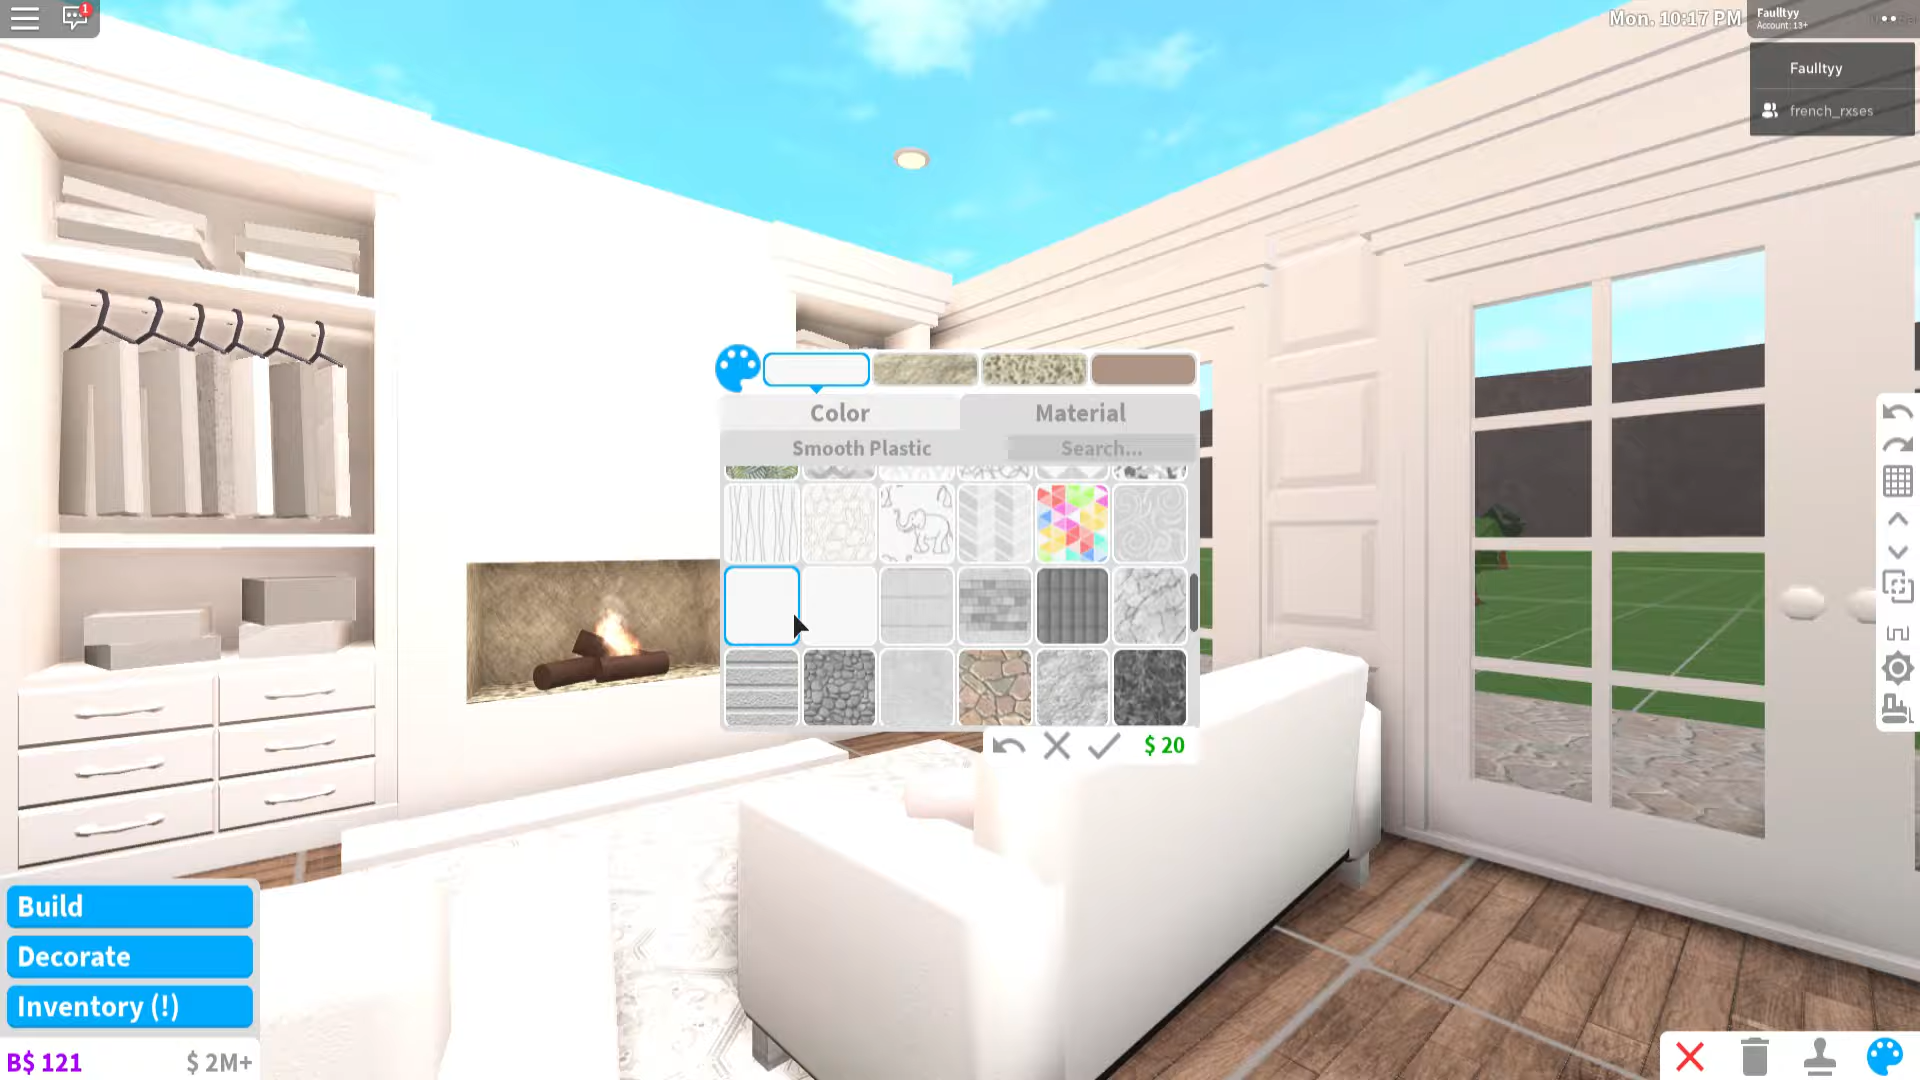 1
Mon. 10:17 PM
Faulltyy
Account: 13+
Faulltyy
french_rxses
Color
Material
Smooth Plastic
Search...
$ 20
Build
Decorate
Inventory (!)
B$ 121
$ 2M+